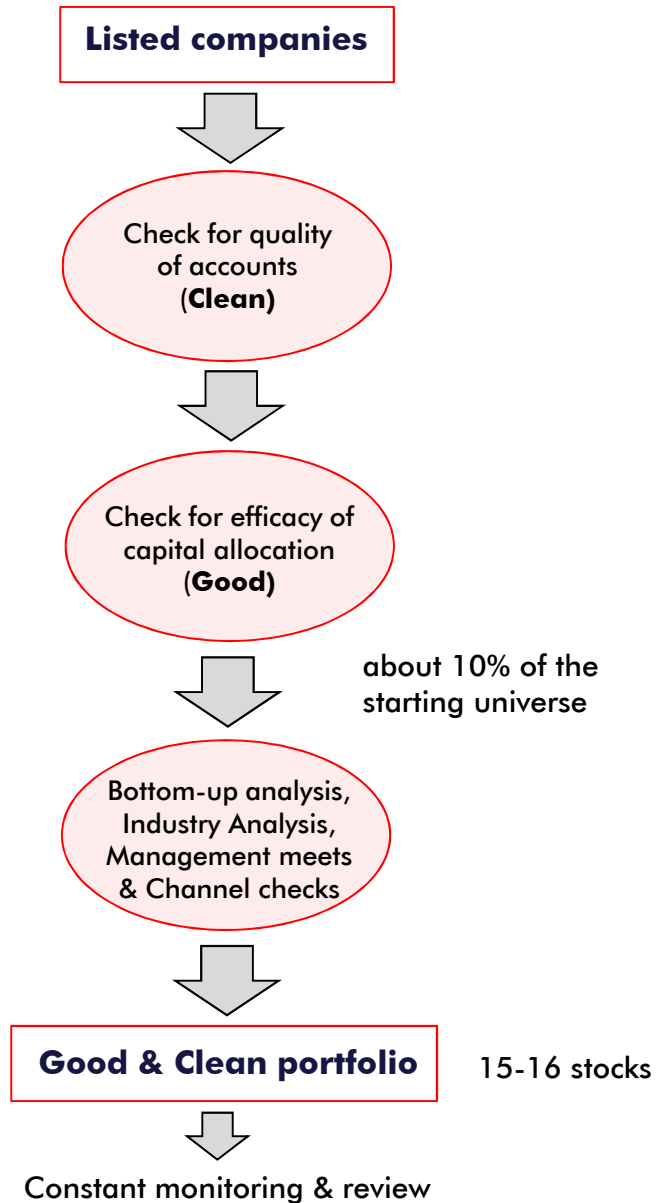 Listed companies
Check for quality
of accounts
(Clean)
Check for efficacy of
capital allocation
(Good)
about 10% of the
starting universe
Bottom-up analysis,
Industry Analysis,
Management meets
& Channel checks
Good & Clean portfolio
15-16 stocks
Constant monitoring & review